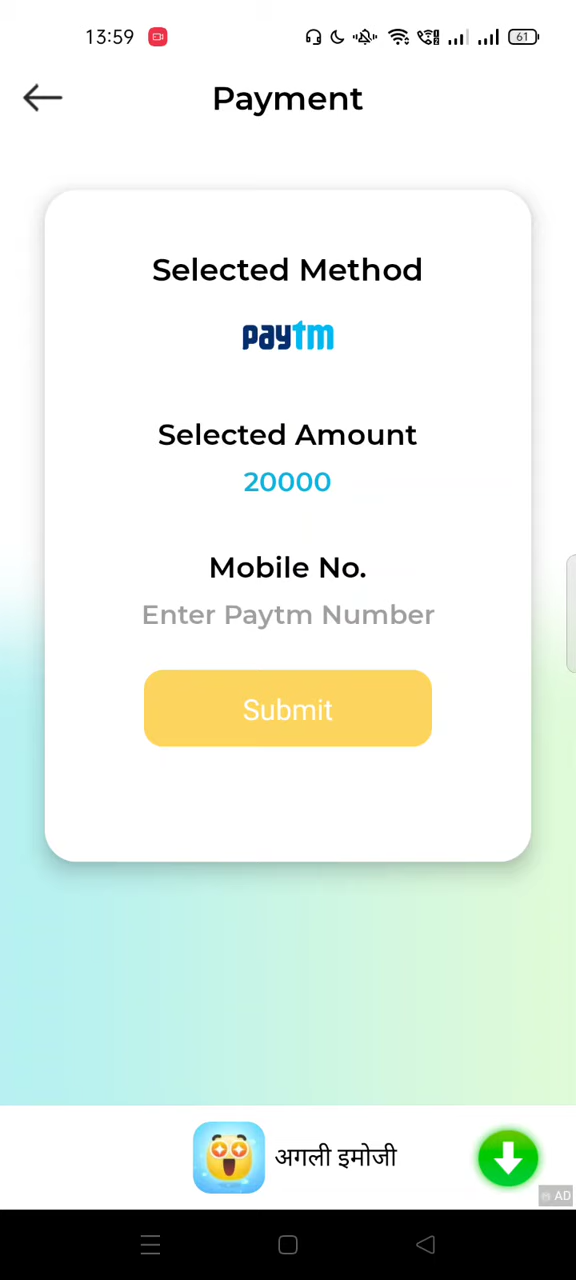 13:59
61
Payment
Selected Method
paytm
Selected Amount
20000
Mobile No.
Enter Paytm Number
Submit
अगली इमोजी
AD